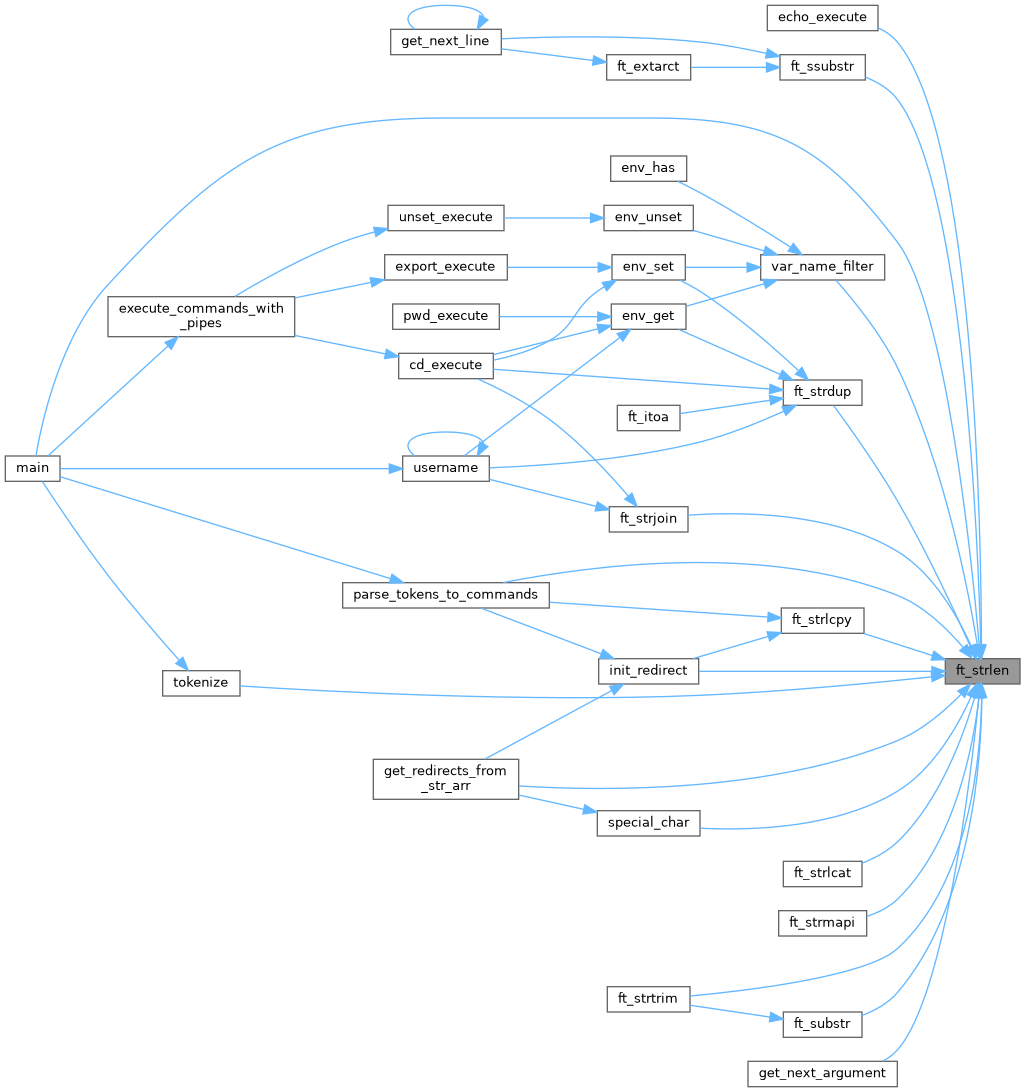 echo_execute
get_next_line
ft_extarct
ft_ssubstr
env_has
unset_execute
env_unset
export_execute
env_set
var_name_filter
execute_commands_with
_pipes
pwd_execute
env_get
cd_execute
ft_strdup
ft_itoa
main
username
ft_strjoin
parse_tokens_to_commands
ft_strlcpy
tokenize
init_redirect
ft_strlen
get_redirects_from
_str_arr
special_char
ft_strlcat
ft_strmapi
ft_strtrim
ft_substr
get_next_argument